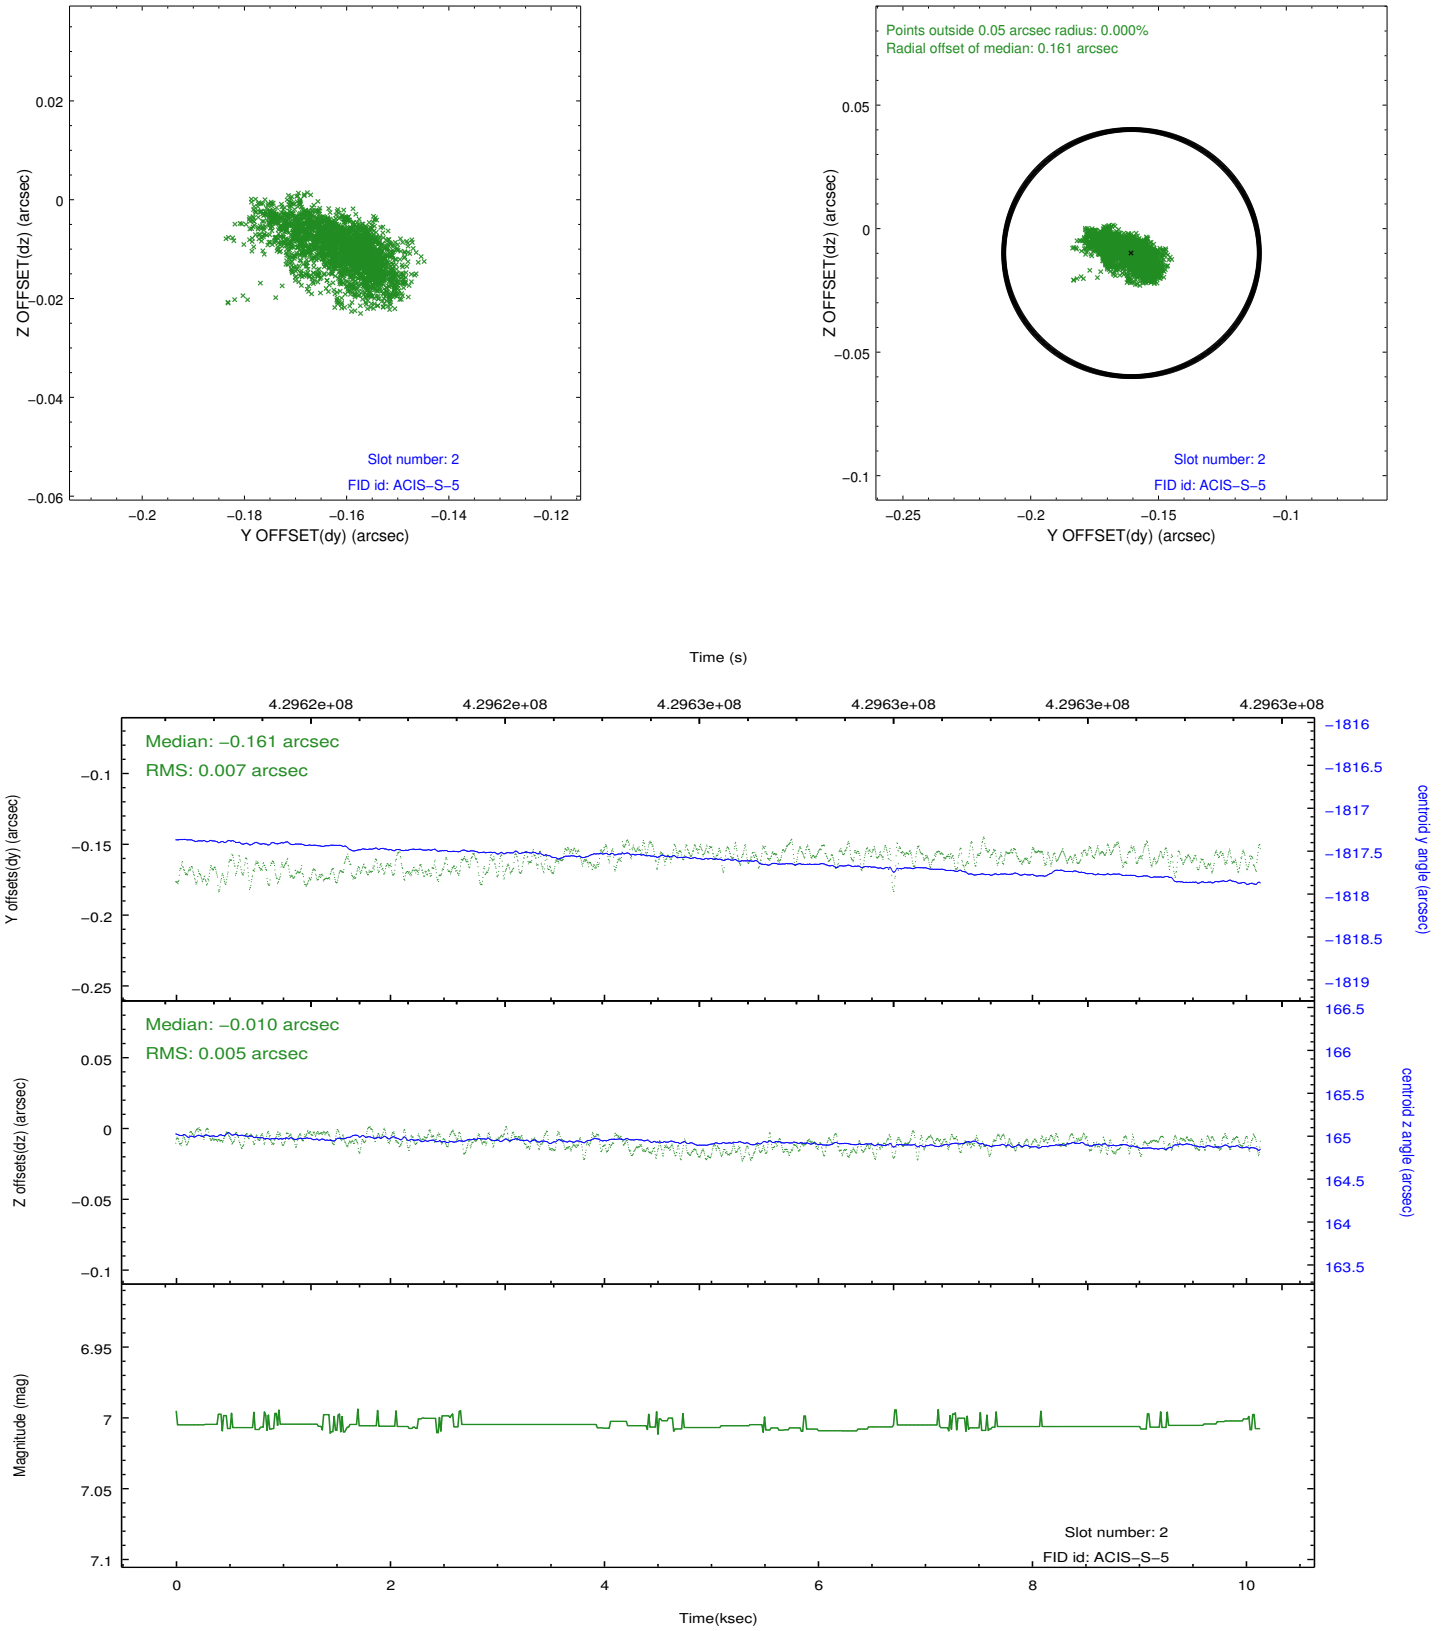 0.02
0
−0.02
−0.04
−0.06
Z OFFSET(dz) (arcsec)
Slot number: 2
FID id: ACIS−S−5
−0.2
−0.18
−0.16
−0.14
−0.12
Y OFFSET(dy) (arcsec)
Points outside 0.05 arcsec radius: 0.000%
Radial offset of median: 0.161 arcsec
0.05
0
−0.05
−0.1
Z OFFSET(dz) (arcsec)
Slot number: 2
FID id: ACIS−S−5
−0.25
−0.2
−0.15
−0.1
Y OFFSET(dy) (arcsec)
Time (s)
4.2962e+08
4.2962e+08
4.2963e+08
4.2963e+08
4.2963e+08
4.2963e+08
Median: −0.161 arcsec
RMS: 0.007 arcsec
−0.1
−0.15
−0.2
−0.25
Y offsets(dy) (arcsec)
−1816
−1816.5
−1817
−1817.5
−1818
−1818.5
−1819
centroid y angle (arcsec)
Median: −0.010 arcsec
RMS: 0.005 arcsec
0.05
0
−0.05
−0.1
Z offsets(dz) (arcsec)
166.5
166
165.5
165
164.5
164
163.5
centroid z angle (arcsec)
6.95
7
7.05
7.1
Magnitude (mag)
Slot number: 2
FID id: ACIS−S−5
0
2
4
6
8
10
Time(ksec)